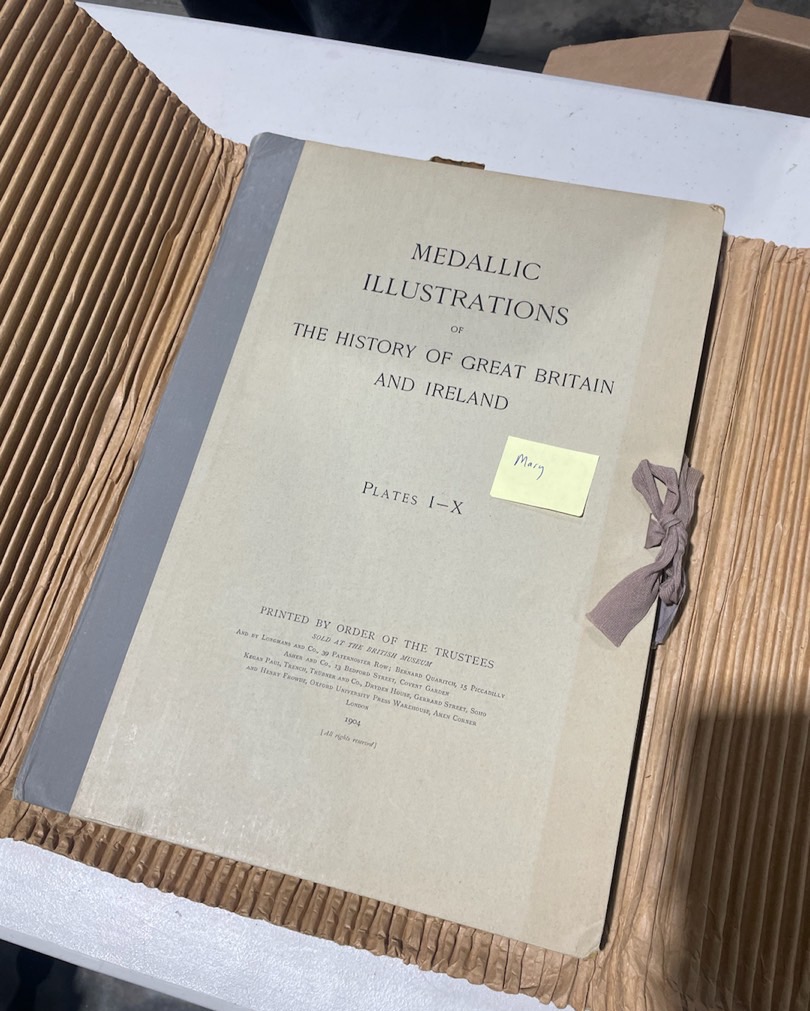 MEDALLIC
ILLUSTRATIONS
OF
THE HISTORY OF GREAT BRITAIN
AND IRELAND
Mary
PLATES I–X
PRINTED BY ORDER OF THE TRUSTEES
SOLD AT THE BRITISH MUSEUM
AND BY LONGMANS AND CO., 39 PATERNOSTER ROW; BERNARD QUARITCH, 15 PICCADILLY
ASHER AND CO., 13 BEDFORD STREET, COVENT GARDEN
KEGAN PAUL, TRENCH, TRÜBNER AND CO., DRYDEN HOUSE, GERRARD STREET, SOHO
AND HENRY FROWDE, OXFORD UNIVERSITY PRESS WAREHOUSE, AMEN CORNER
LONDON
1904
[All rights reserved]